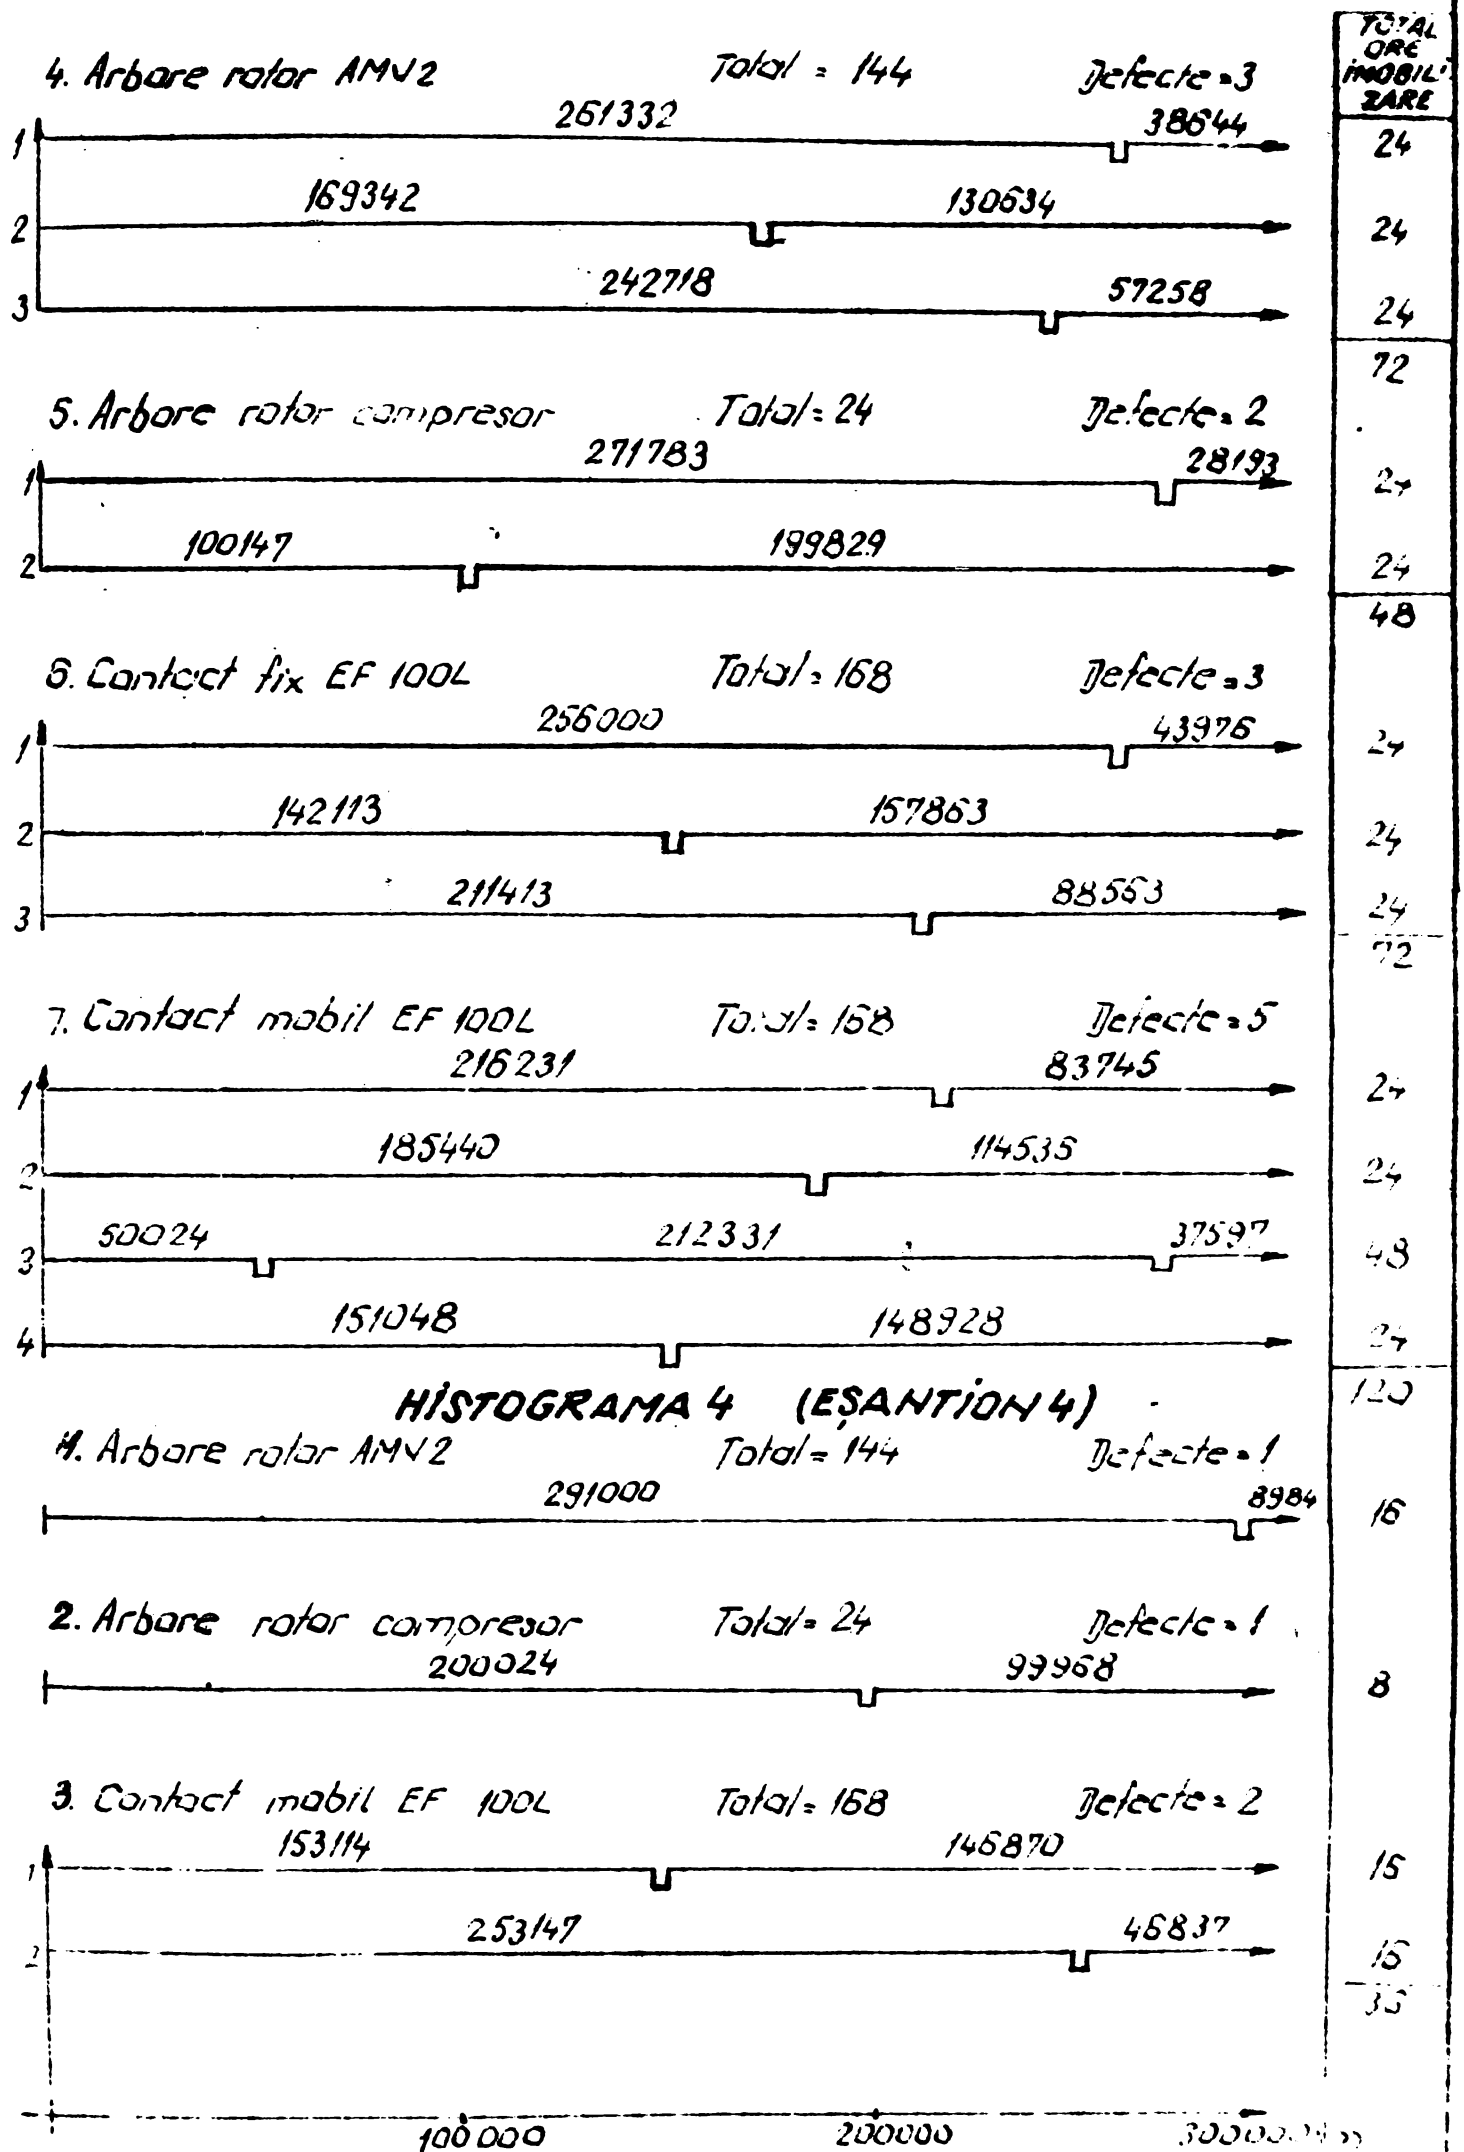 TOTAL
ORE
IMOBILI
ZARE
4. Arbore rotor AMV2 Total = 144 Defecte = 3
261332 38644
1 24
169342 130634
2 24
242718 57258
3 24
72
5. Arbore rotor compresor Total = 24 Defecte = 2
271783 28193
1 24
100147 199829
2 24
48
6. Contact fix EF 100L Total = 168 Defecte = 3
256000 43976
1 24
142113 157863
2 24
211413 88563
3 24
72
7. Contact mobil EF 100L Total = 168 Defecte = 5
216231 83745
1 24
185440 114535
2 24
50024 212331 37597
3 48
151048 148928
4 24
HISTOGRAMA 4 (EŞANTION 4) 120
1. Arbore rotor AMV2 Total = 144 Defecte = 1
291000 8984
16
2. Arbore rotor compresor Total = 24 Defecte = 1
200024 99968
8
3. Contact mobil EF 100L Total = 168 Defecte = 2
153114 146870
1 16
253147 46837
2 16
36
100000 200000 300000